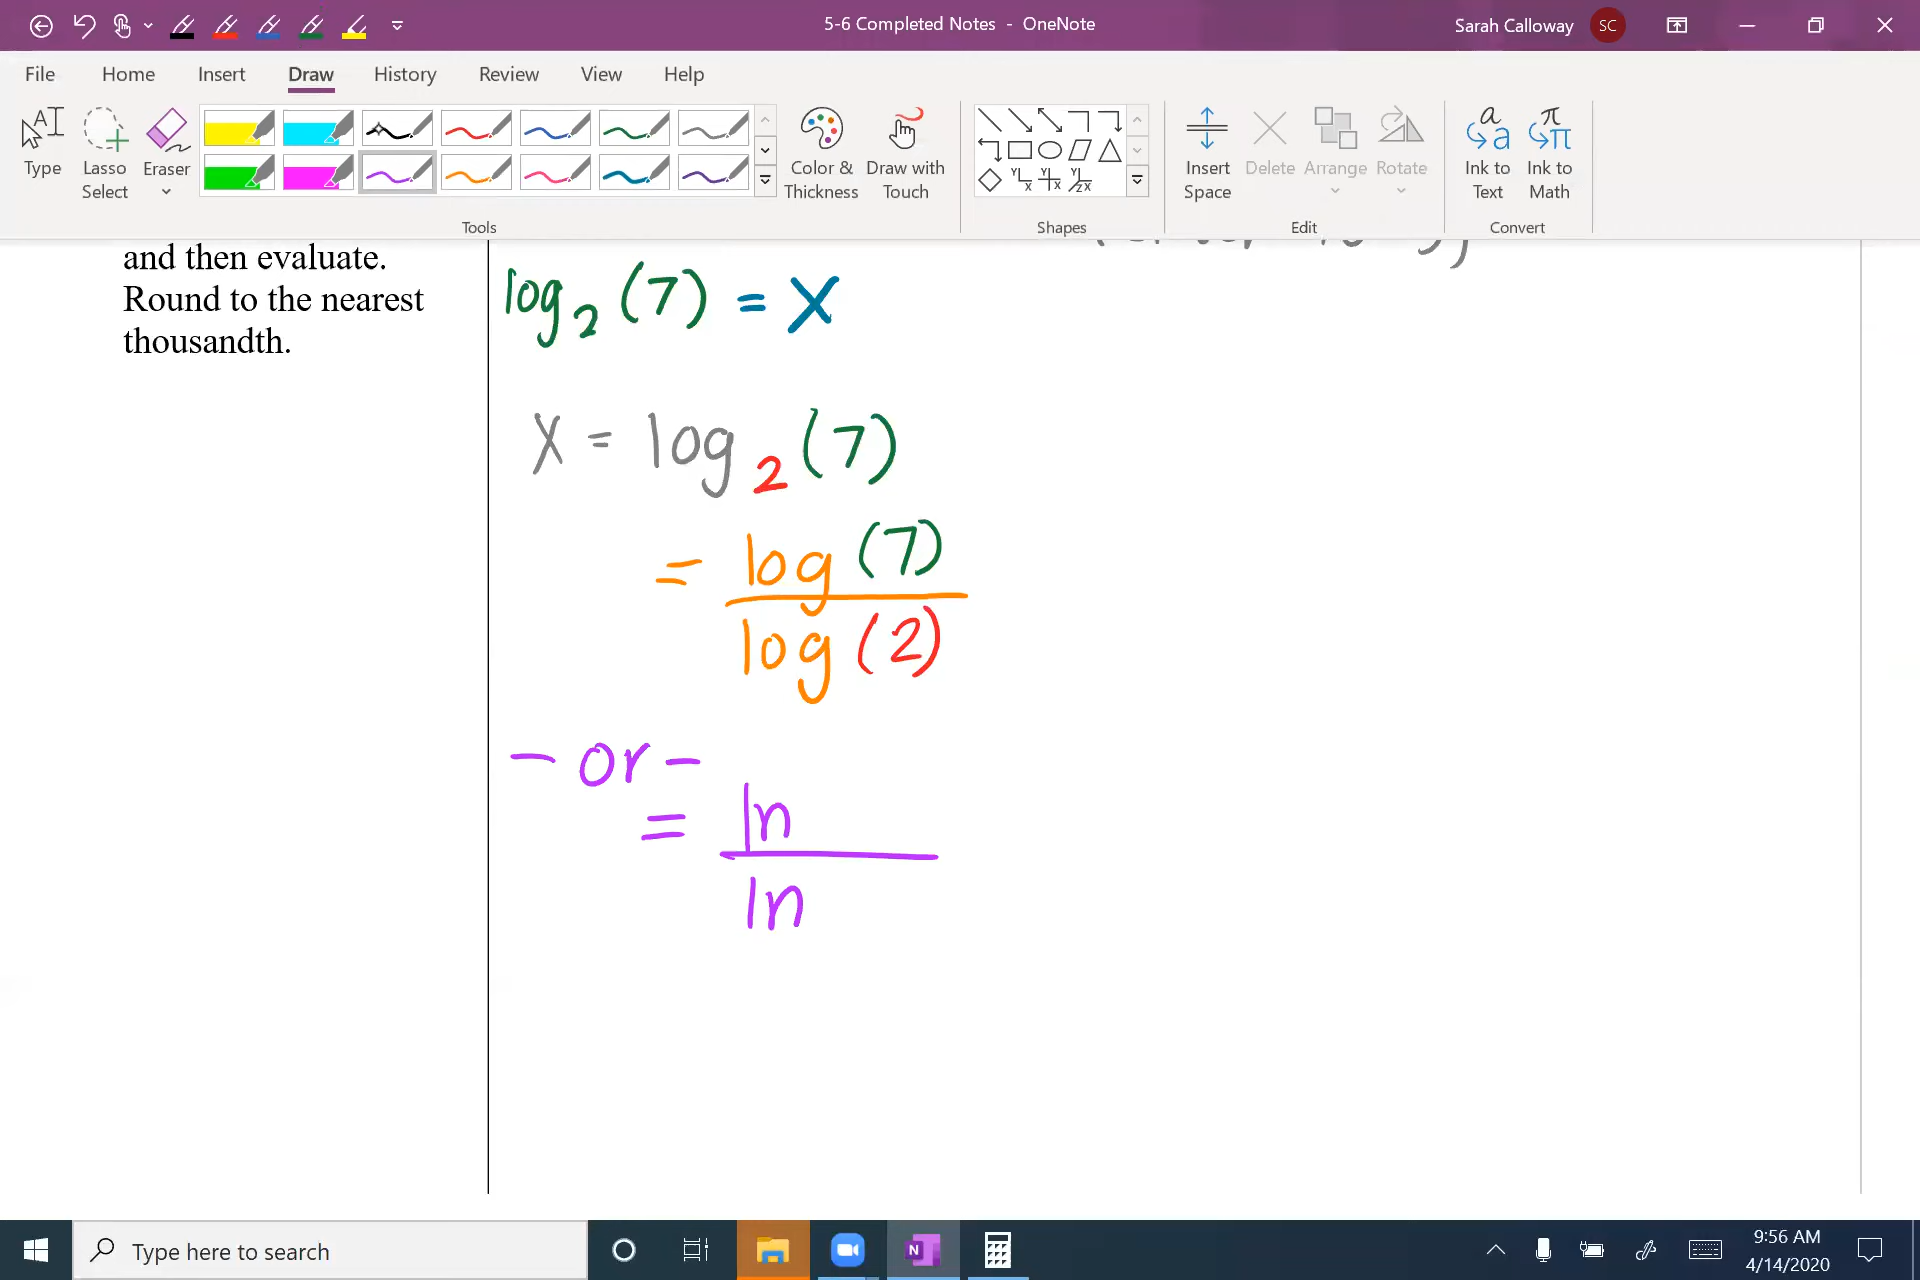 5-6 Completed Notes - OneNote
Sarah Calloway SC
File Home Insert Draw History Review View Help
Type
Lasso Select
Eraser
Color & Thickness
Draw with Touch
Insert Space
Delete
Arrange
Rotate
Ink to Text
Ink to Math
Tools Shapes Edit Convert
and then evaluate.
Round to the nearest
thousandth.
log₂ (7) = X
X = log₂ (7)
= log (7)
log (2)
- or -
= ln
ln
Type here to search
9:56 AM
4/14/2020